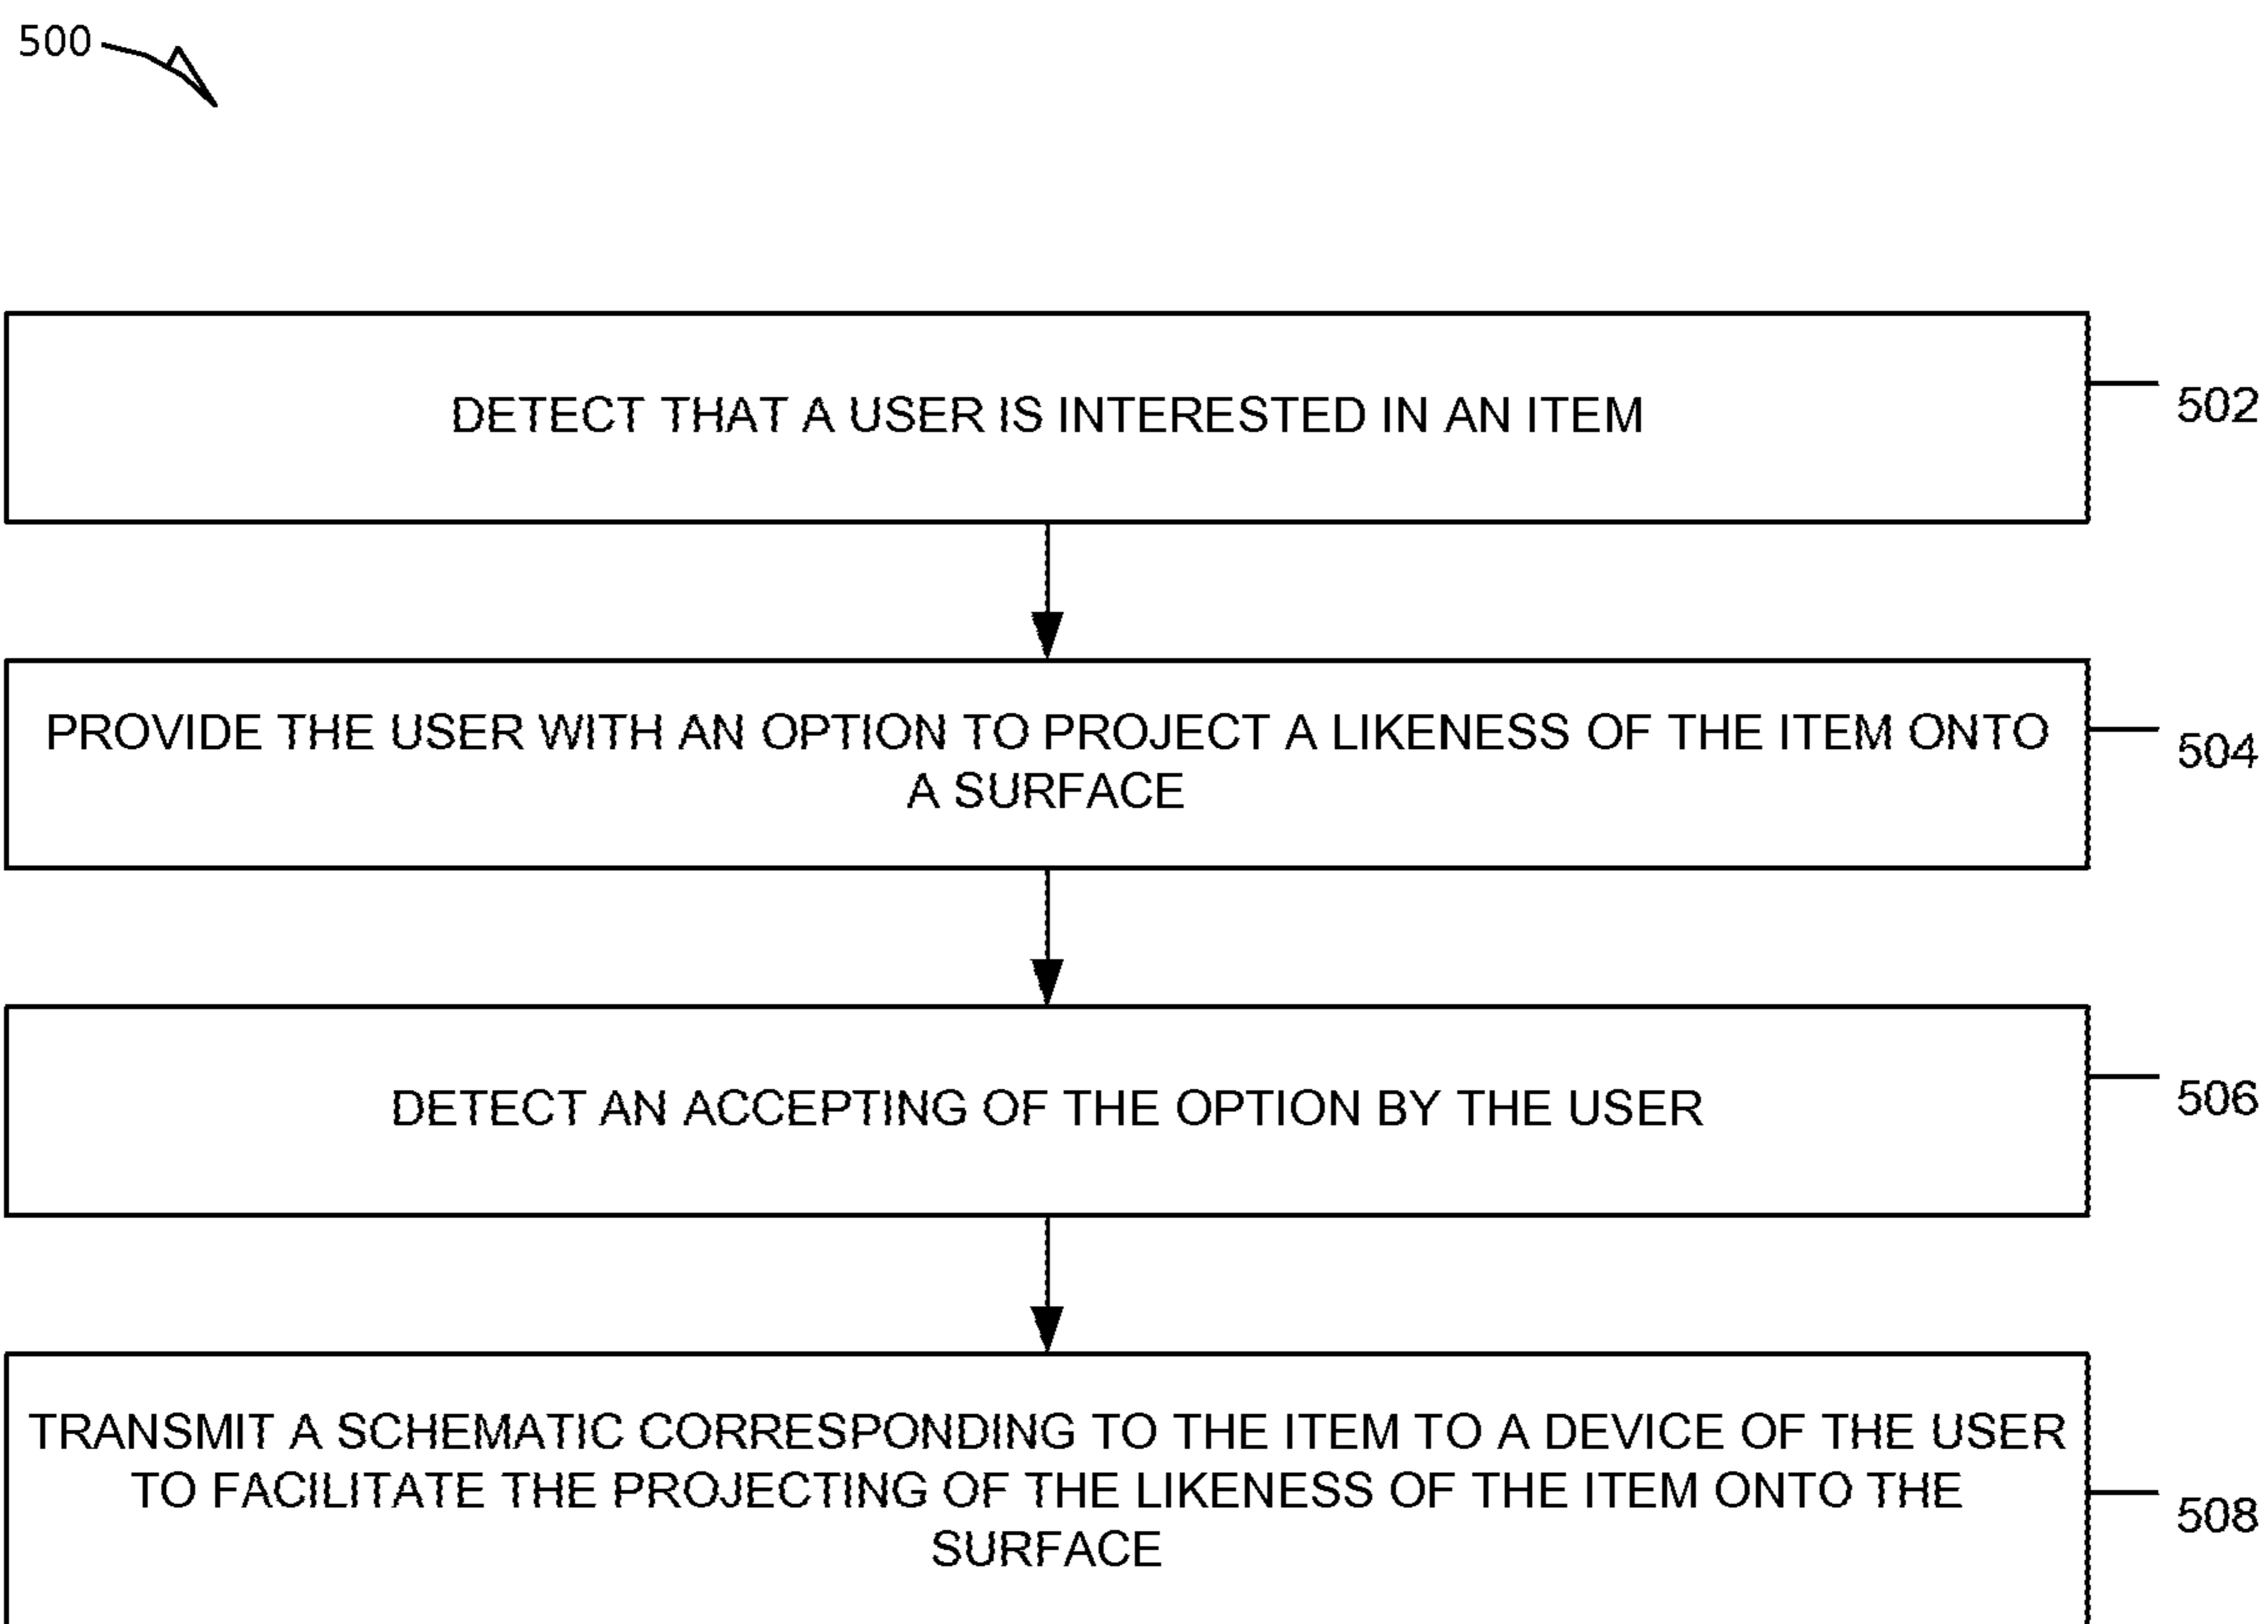 500
DETECT THAT A USER IS INTERESTED IN AN ITEM
502
PROVIDE THE USER WITH AN OPTION TO PROJECT A LIKENESS OF THE ITEM ONTO
A SURFACE
504
DETECT AN ACCEPTING OF THE OPTION BY THE USER
506
TRANSMIT A SCHEMATIC CORRESPONDING TO THE ITEM TO A DEVICE OF THE USER
TO FACILITATE THE PROJECTING OF THE LIKENESS OF THE ITEM ONTO THE
SURFACE
508